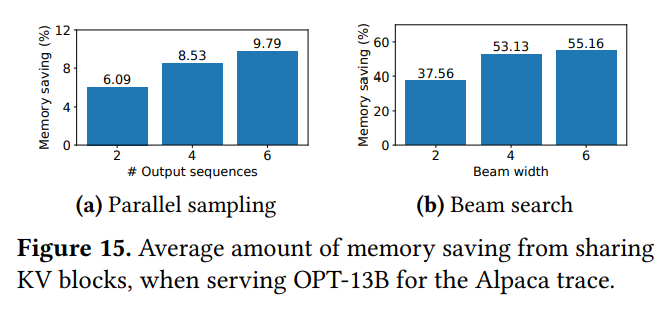 Memory saving (%)
12
8
4
0
6.09
8.53
9.79
2
4
6
# Output sequences
(a) Parallel sampling
Memory saving (%)
60
40
20
0
37.56
53.13
55.16
2
4
6
Beam width
(b) Beam search
Figure 15. Average amount of memory saving from sharing
KV blocks, when serving OPT-13B for the Alpaca trace.